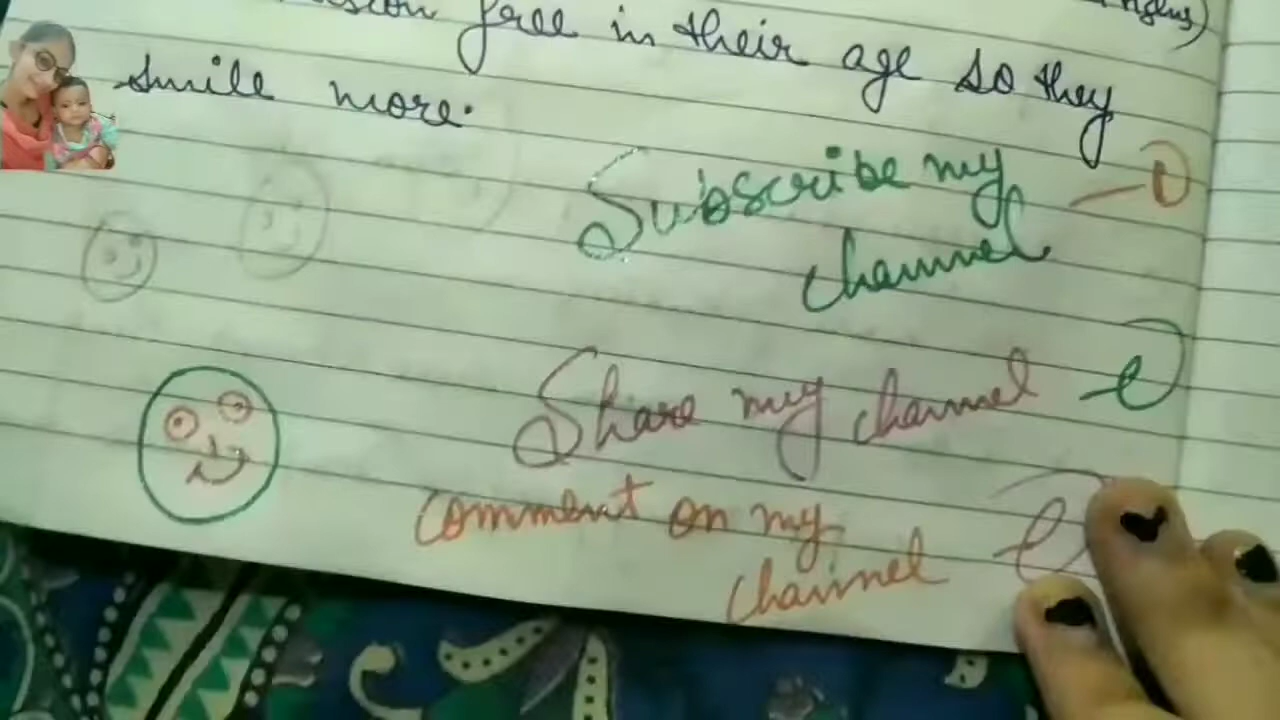 free in their age so they
smile more.
Subscribe my
channel
Share my channel
Comment on my
channel